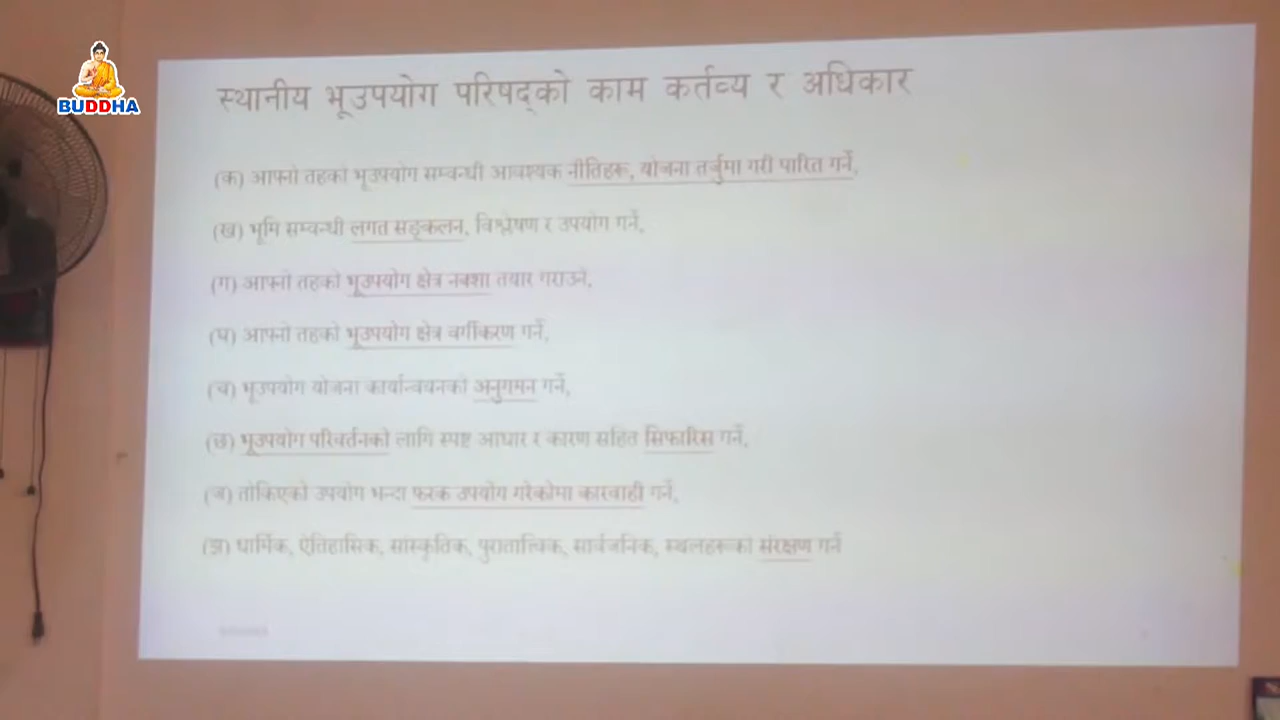 BUDDHA
स्थानीय भूउपयोग परिषद्को काम कर्तव्य र अधिकार
(क) आफ्नो तहको भूउपयोग सम्वन्धी आवश्यक नीतिहरू, योजना तर्जुमा गरी पारित गर्ने,
(ख) भूमि सम्वन्धी लगत सङ्कलन, विश्लेषण र उपयोग गर्ने,
(ग) आफ्नो तहको भूउपयोग क्षेत्र नक्शा तयार गराउने,
(घ) आफ्नो तहको भूउपयोग क्षेत्र वर्गीकरण गर्ने,
(च) भूउपयोग योजना कार्यान्वयनको अनुगमन गर्ने,
(छ) भूउपयोग परिवर्तनको लागि स्पष्ट आधार र कारण सहित सिफारिस गर्ने,
(ज) तोकिएको उपयोग भन्दा फरक उपयोग गरेकोमा कारवाही गर्ने,
(झ) धार्मिक, ऐतिहासिक, सांस्कृतिक, पुरातात्विक, सार्वजनिक, स्थलहरूको संरक्षण गर्ने